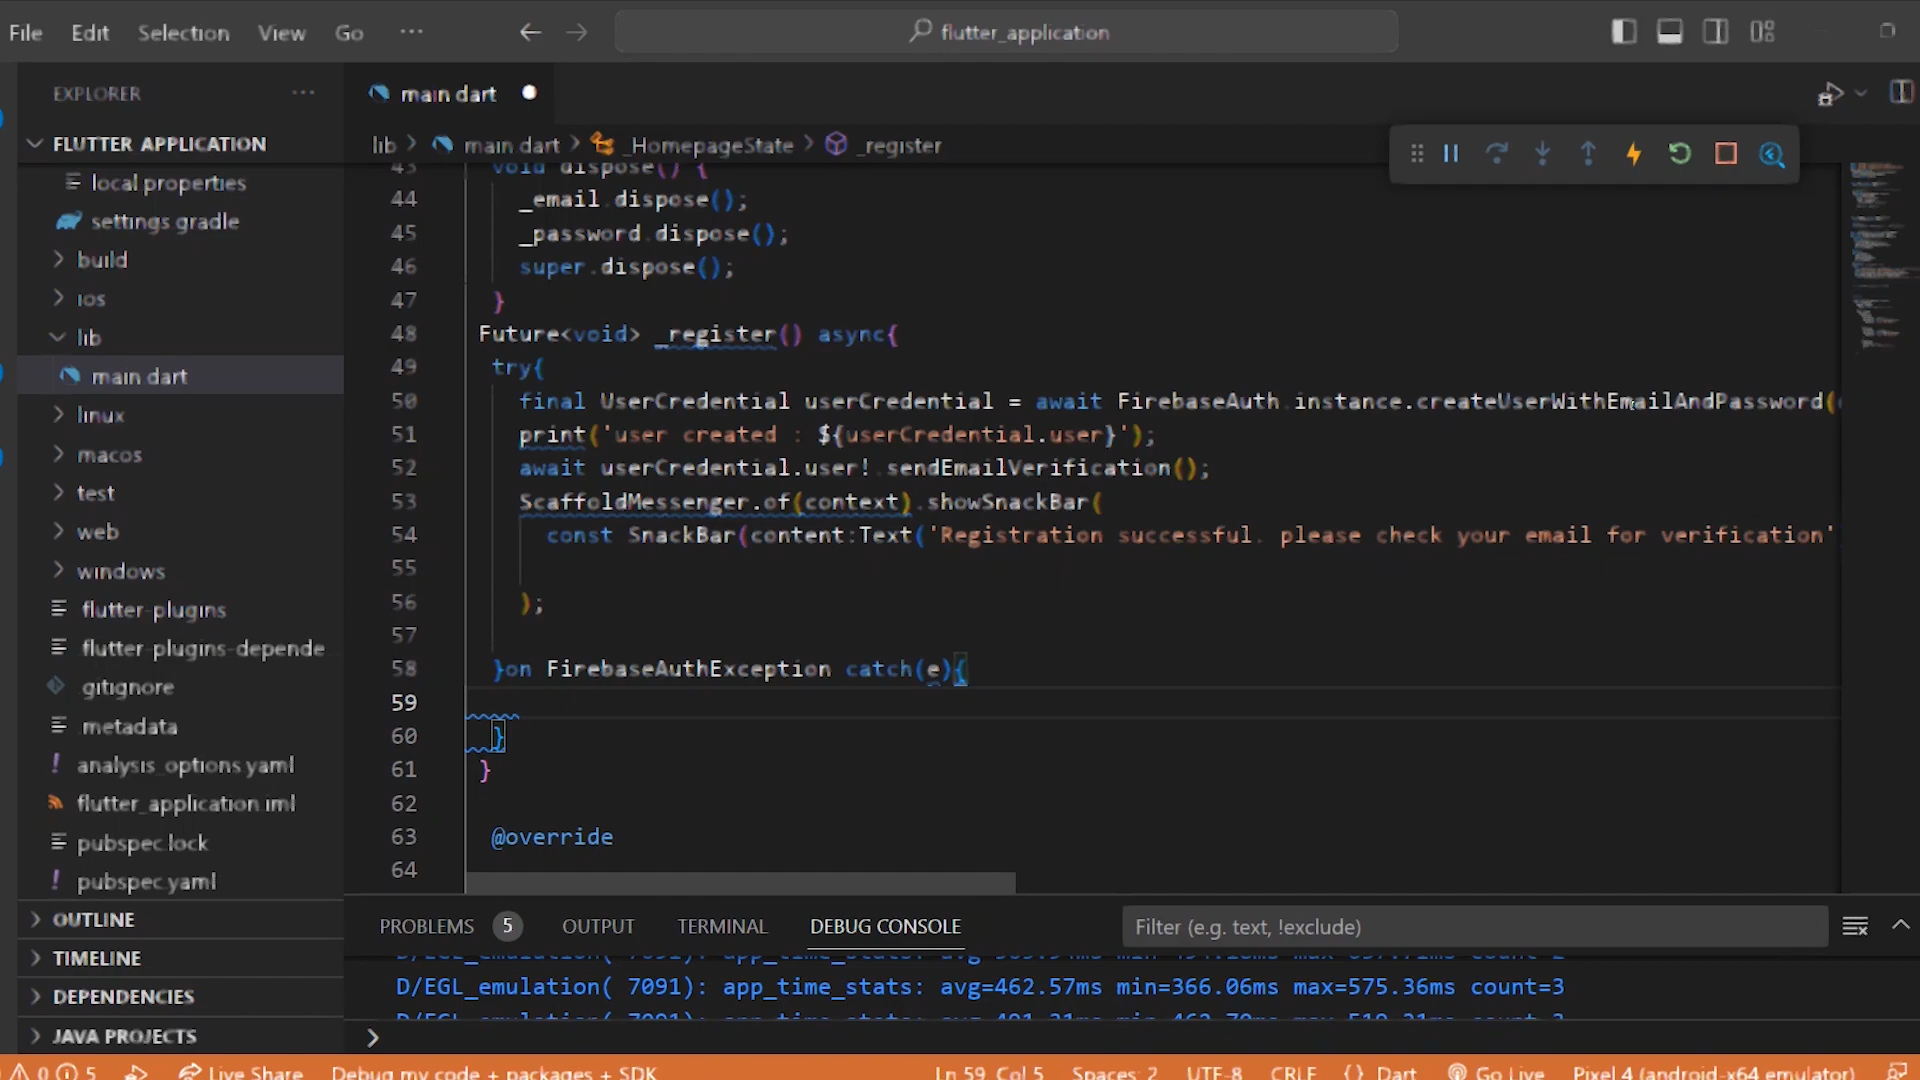 File Edit Selection View Go ···
flutter_application
EXPLORER ···
FLUTTER APPLICATION
local properties
settings gradle
build
ios
lib
main dart
linux
macos
test
web
windows
flutter-plugins
flutter-plugins-depende
.gitignore
.metadata
analysis_options yaml
flutter_application iml
pubspec lock
pubspec yaml
OUTLINE
TIMELINE
DEPENDENCIES
JAVA PROJECTS
main dart
lib > main dart > _HomepageState > _register
43 void dispose() {
44 _email dispose();
45 _password dispose();
46 super.dispose();
47 }
48 Future<void> _register() async{
49 try{
50 final UserCredential userCredential = await FirebaseAuth instance.createUserWithEmailAndPassword(
51 print('user created : ${userCredential.user}');
52 await userCredential.user! sendEmailVerification();
53 ScaffoldMessenger.of(context).showSnackBar(
54 const SnackBar(content:Text('Registration successful. please check your email for verification'
55
56 );
57
58 }on FirebaseAuthException catch(e){
59
60 }
61 }
62
63 @override
64
PROBLEMS 5 OUTPUT TERMINAL DEBUG CONSOLE
Filter (e.g. text, !exclude)
D/EGL_emulation( 7091): app_time_stats: avg=462.57ms min=366.06ms max=575.36ms count=3
>
0 5 Live Share Debug my code + packages + SDK
Ln 59 Col 5 Spaces: 2 UTF-8 CRLF {} Dart Go Live Pixel 4 (android-x64 emulator)